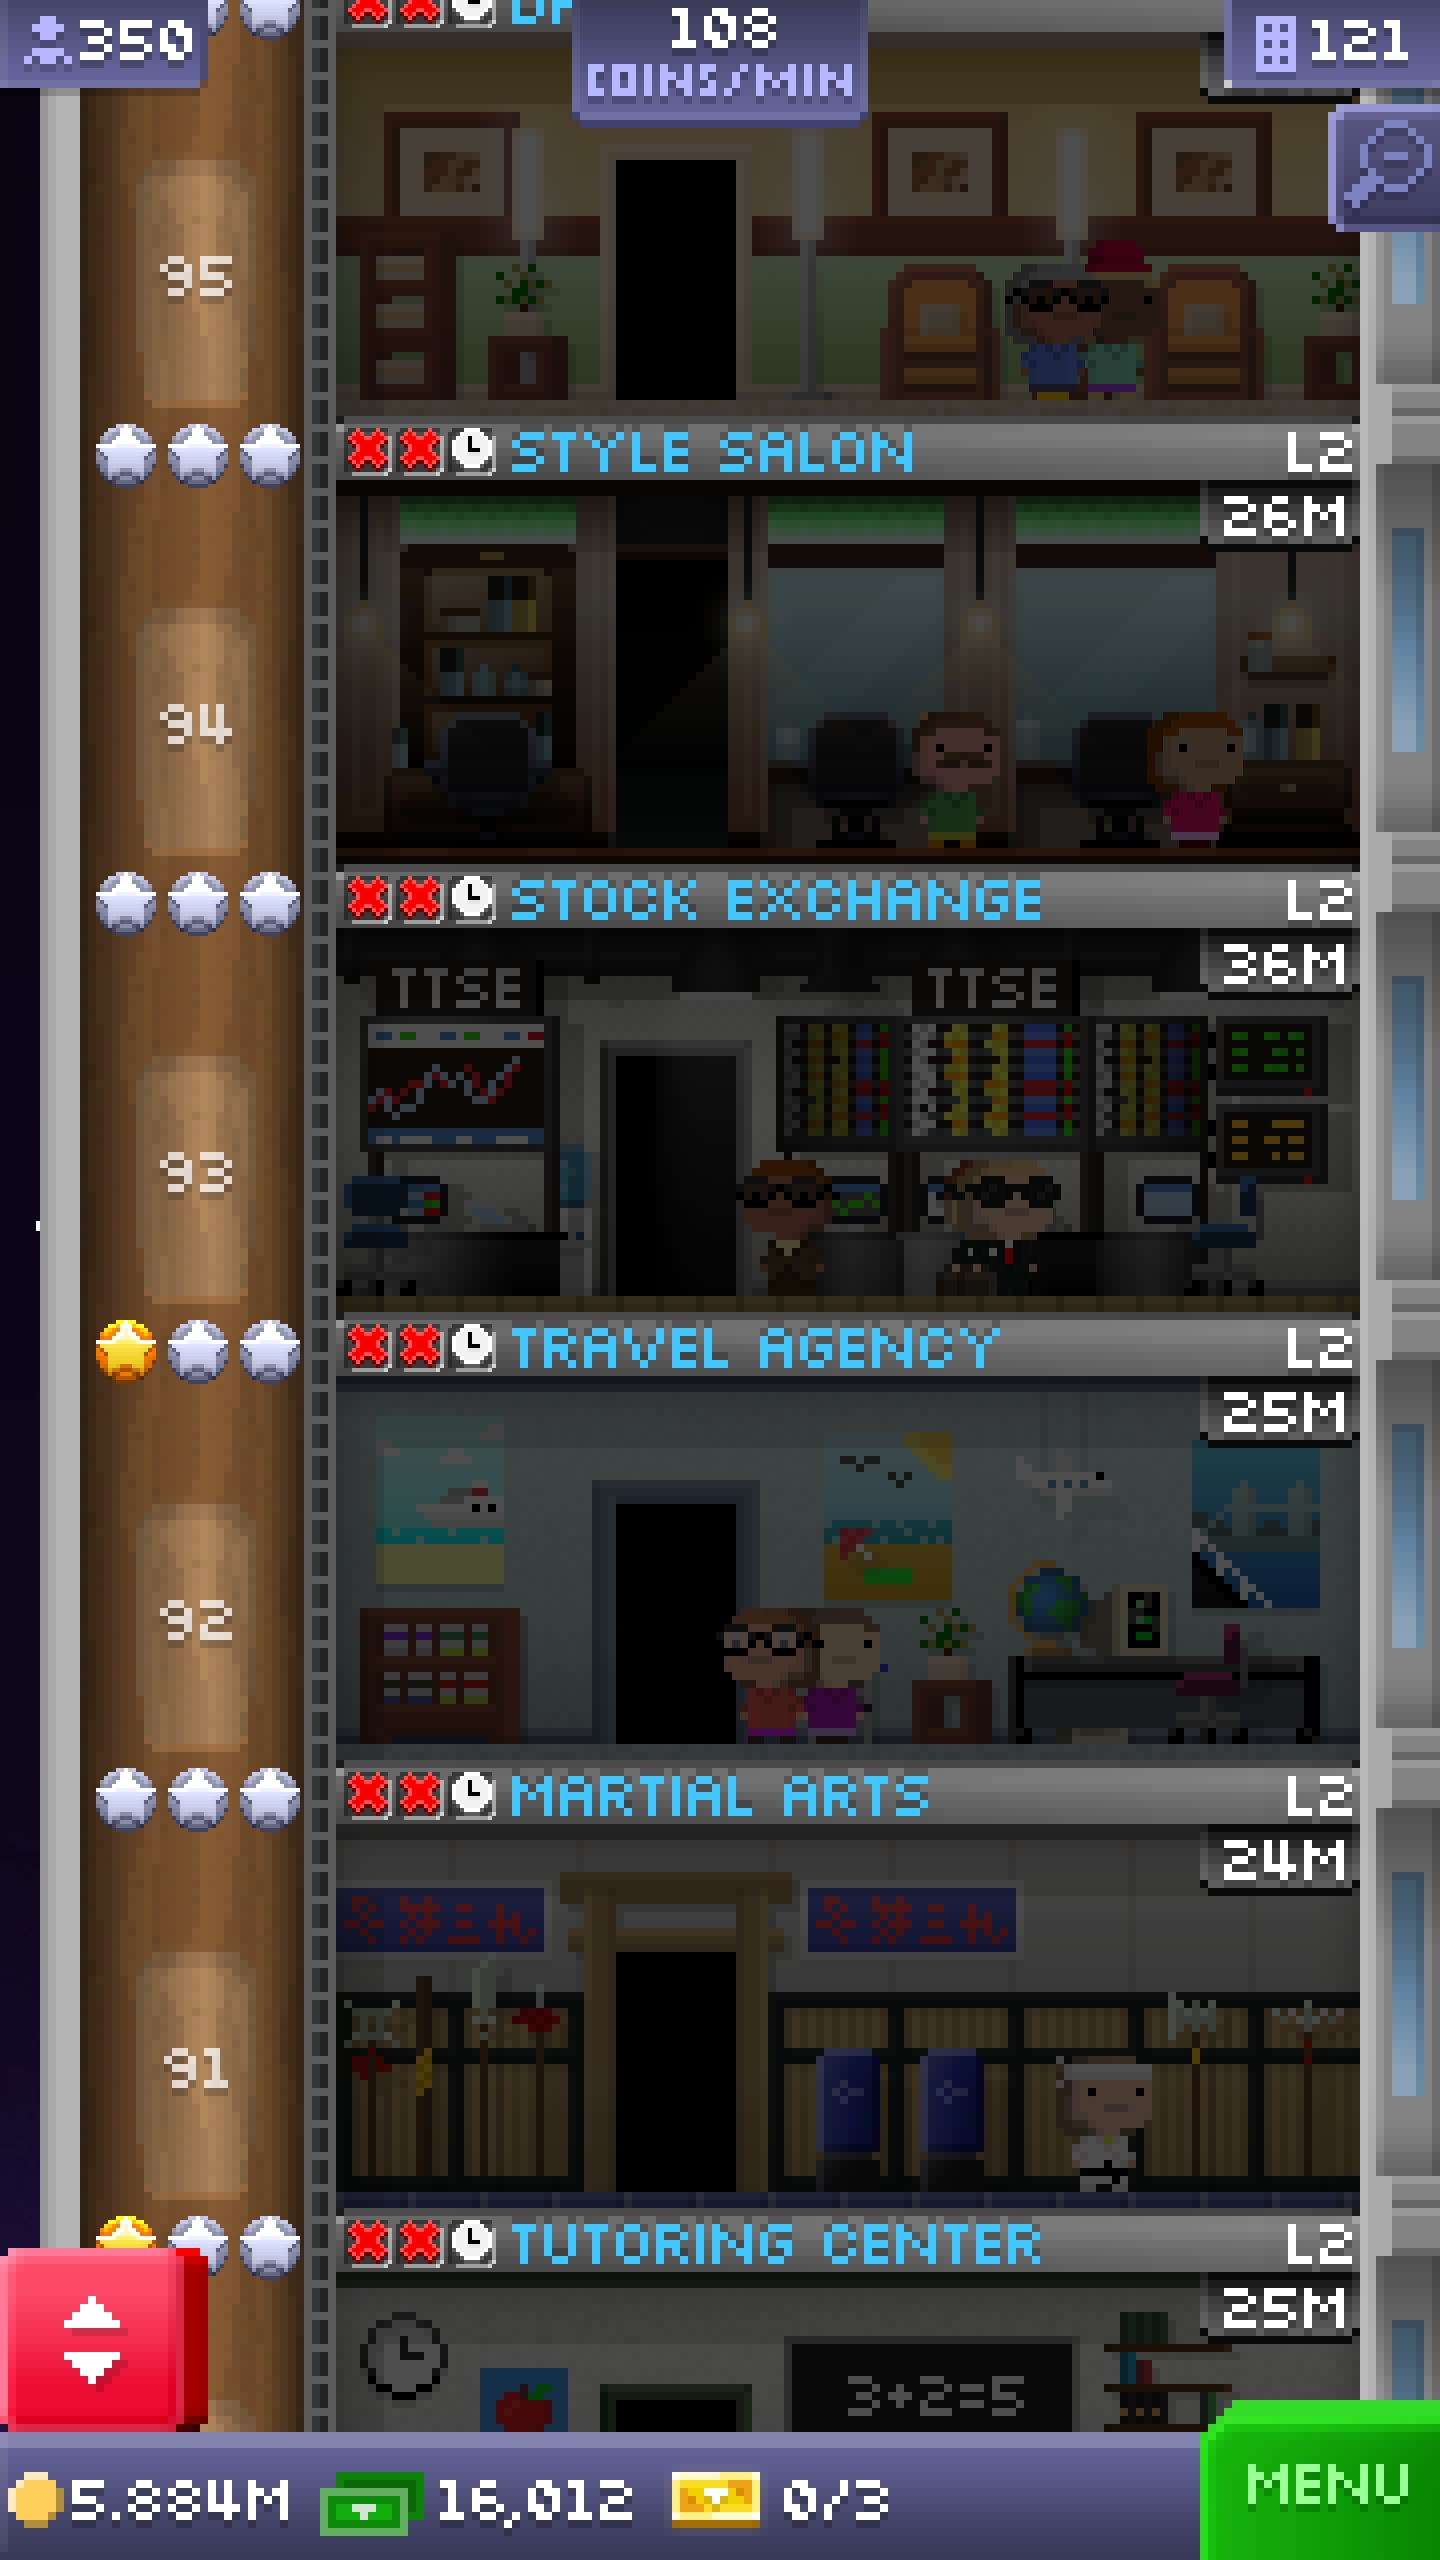 350
108
COINS/MIN
121
95
STYLE SALON L2
26M
94
STOCK EXCHANGE L2
36M
TTSE TTSE
93
TRAVEL AGENCY L2
25M
92
MARTIAL ARTS L2
24M
91
TUTORING CENTER L2
25M
3+2=5
5.884M 16,012 0/3
MENU